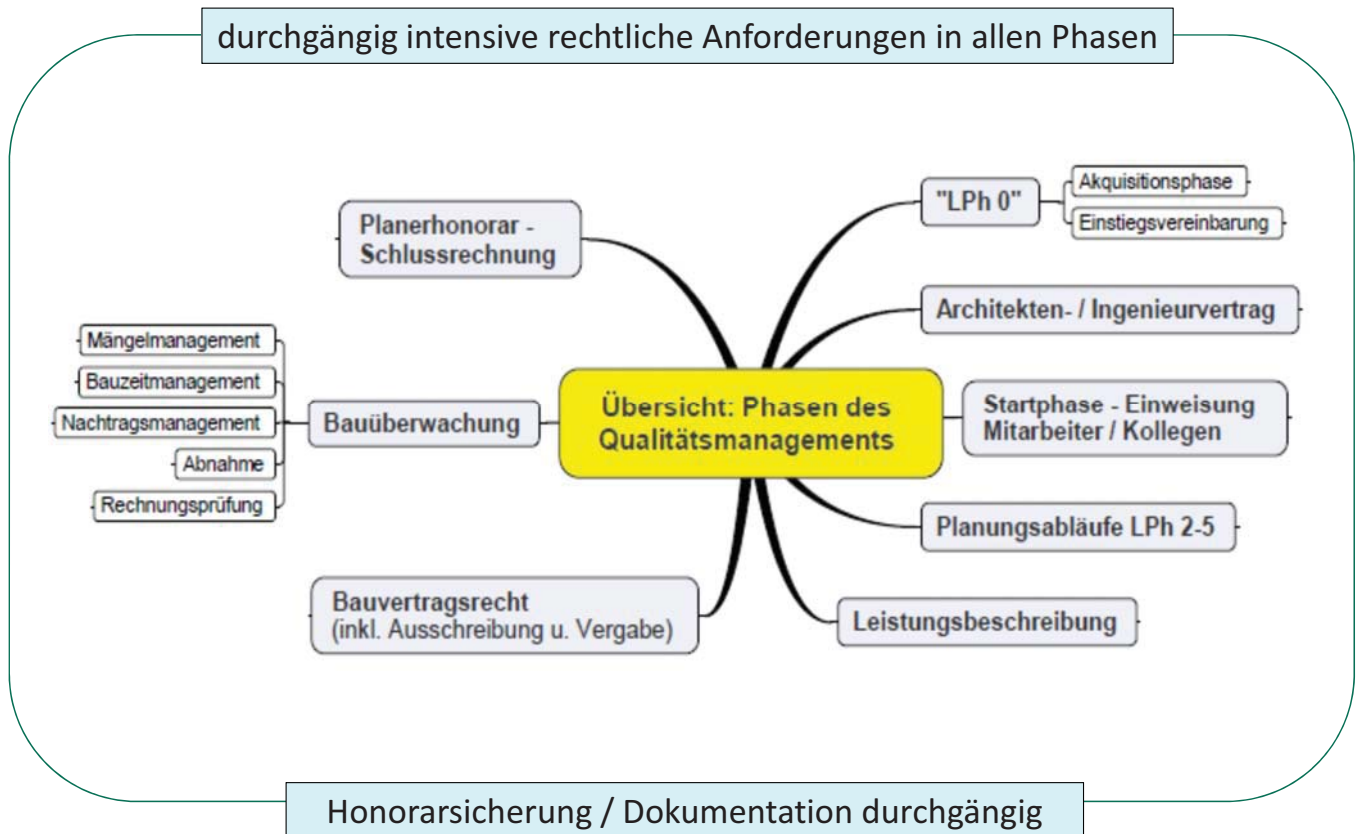 durchgängig intensive rechtliche Anforderungen in allen Phasen
"LPh 0"
Akquisitionsphase
Einstiegsvereinbarung
Architekten- / Ingenieurvertrag
Startphase - Einweisung
Mitarbeiter / Kollegen
Planungsabläufe LPh 2-5
Leistungsbeschreibung
Übersicht: Phasen des
Qualitätsmanagements
Planerhonorar -
Schlussrechnung
Bauüberwachung
Mängelmanagement
Bauzeitmanagement
Nachtragsmanagement
Abnahme
Rechnungsprüfung
Bauvertragsrecht
(inkl. Ausschreibung u. Vergabe)
Honorarsicherung / Dokumentation durchgängig